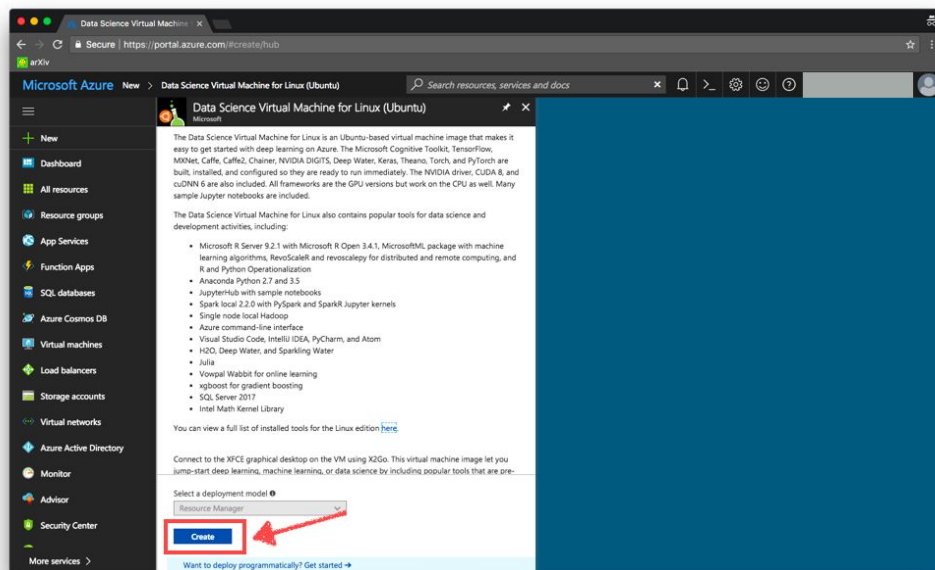 Data Science Virtual Machine
Secure https://portal.azure.com/#create/hub
arXiv
Microsoft Azure New > Data Science Virtual Machine for Linux (Ubuntu)
Search resources, services and docs
Data Science Virtual Machine for Linux (Ubuntu)
Microsoft
New
Dashboard
All resources
Resource groups
App Services
Function Apps
SQL databases
Azure Cosmos DB
Virtual machines
Load balancers
Storage accounts
Virtual networks
Azure Active Directory
Monitor
Advisor
Security Center
More services >
The Data Science Virtual Machine for Linux is an Ubuntu-based virtual machine image that makes it
easy to get started with deep learning on Azure. The Microsoft Cognitive Toolkit, TensorFlow,
MXNet, Caffe, Caffe2, Chainer, NVIDIA DIGITS, Deep Water, Keras, Theano, Torch, and PyTorch are
built, installed, and configured so they are ready to run immediately. The NVIDIA driver, CUDA 8, and
cuDNN 6 are also included. All frameworks are the GPU versions but work on the CPU as well. Many
sample Jupyter notebooks are included.
The Data Science Virtual Machine for Linux also contains popular tools for data science and
development activities, including:
• Microsoft R Server 9.2.1 with Microsoft R Open 3.4.1, MicrosoftML package with machine
learning algorithms, RevoScaleR and revoscalepy for distributed and remote computing, and
R and Python Operationalization
• Anaconda Python 2.7 and 3.5
• JupyterHub with sample notebooks
• Spark local 2.2.0 with PySpark and SparkR Jupyter kernels
• Single node local Hadoop
• Azure command-line interface
• Visual Studio Code, IntelliJ IDEA, PyCharm, and Atom
• H2O, Deep Water, and Sparkling Water
• Julia
• Vowpal Wabbit for online learning
• xgboost for gradient boosting
• SQL Server 2017
• Intel Math Kernel Library
You can view a full list of installed tools for the Linux edition here.
Connect to the XFCE graphical desktop on the VM using X2Go. This virtual machine image let you
jump-start deep learning, machine learning, or data science by including popular tools that are pre-
Select a deployment model
Resource Manager
Create
Want to deploy programmatically? Get started →